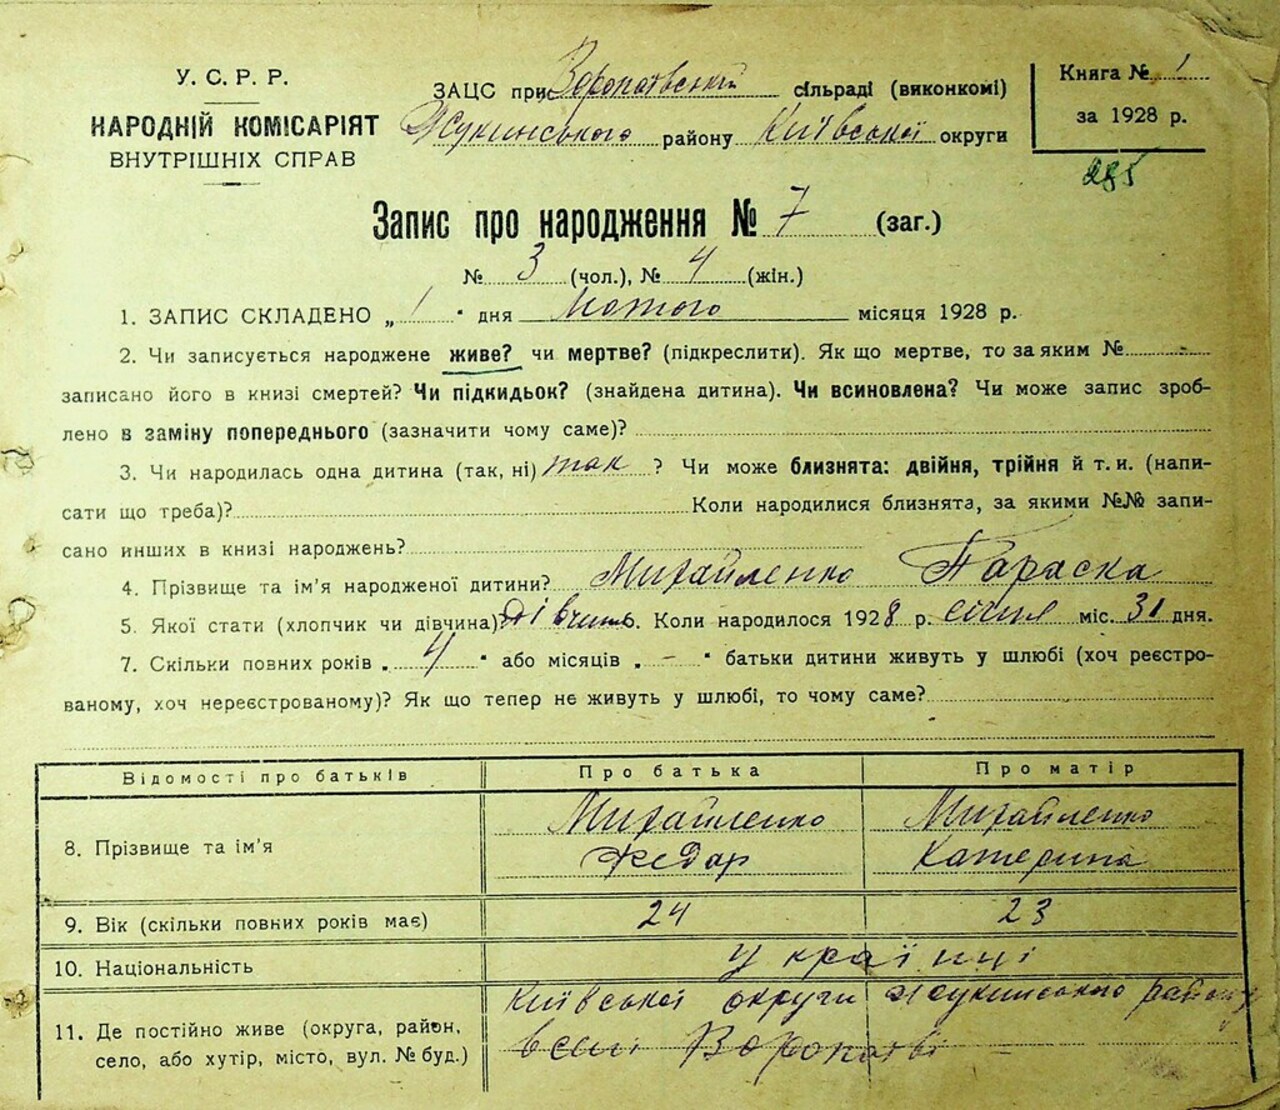 У. С. Р. Р.
НАРОДНІЙ КОМІСАРІЯТ
ВНУТРІШНІХ СПРАВ
ЗАЦС при Воропаївській сільраді (виконкомі)
Жукинського району Київської округи
Книга № 1
за 1928 р.
285
Запис про народження № 7 (заг.)
№ 3 (чол.), № 4 (жін.)
1. ЗАПИС СКЛАДЕНО „ 1 " дня лютого місяця 1928 р.
2. Чи записується народжене живе? чи мертве? (підкреслити). Як що мертве, то за яким №
записано його в книзі смертей? Чи підкидьок? (знайдена дитина). Чи всиновлена? Чи може запис зроб-
лено в заміну попереднього (зазначити чому саме)?
3. Чи народилась одна дитина (так, ні) так ? Чи може близнята: двійня, трійня й т. и. (напи-
сати що треба)? Коли народилися близнята, за якими №№ запи-
сано инших в книзі народжень?
4. Прізвище та ім'я народженої дитини? Михайленко Параска
5. Якої стати (хлопчик чи дівчина)? дівчина 6. Коли народилося 1928 р. січня міс. 31 дня.
7. Скільки повних років „ 4 " або місяців „ - " батьки дитини живуть у шлюбі (хоч реєстро-
ваному, хоч нереєстрованому)? Як що тепер не живуть у шлюбі, то чому саме?
Відомості про батьків Про батька Про матір
8. Прізвище та ім'я Михайленко Федар Михайленко Катерина
9. Вік (скільки повних років має) 24 23
10. Національність українці
11. Де постійно живе (округа, район, село, або хутір, місто, вул. № буд.) Київської округи Жукинського району
в селі Воропаїві